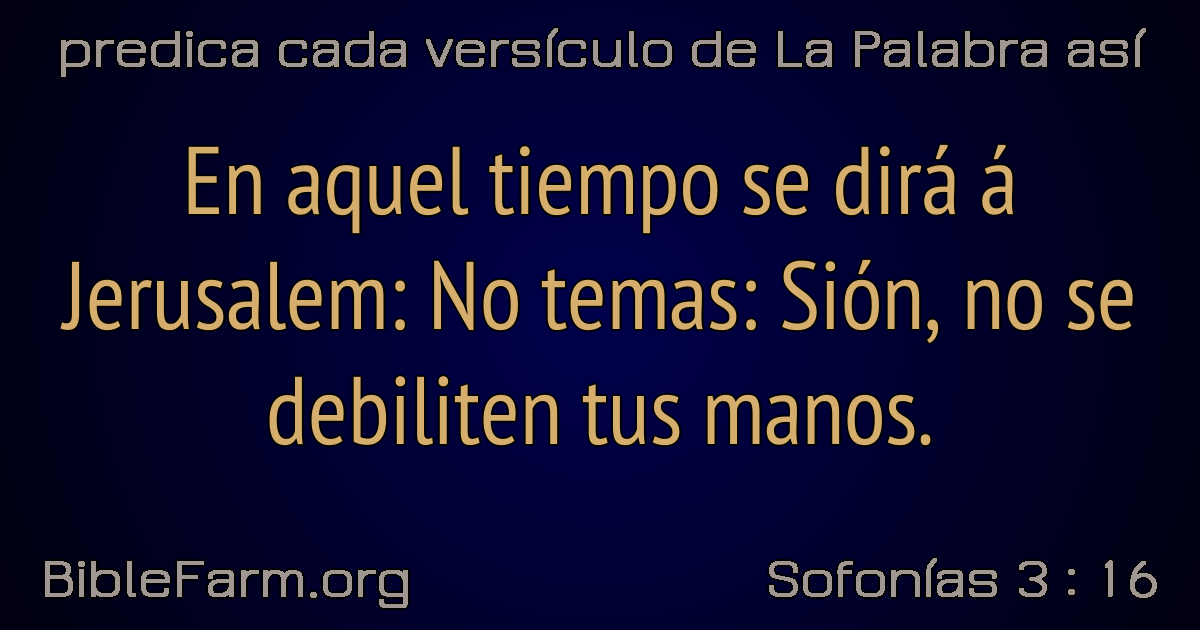 predica cada versículo de La Palabra así
En aquel tiempo se dirá á
Jerusalem: No temas: Sión, no se
debiliten tus manos.
BibleFarm.org
Sofonías 3 : 16